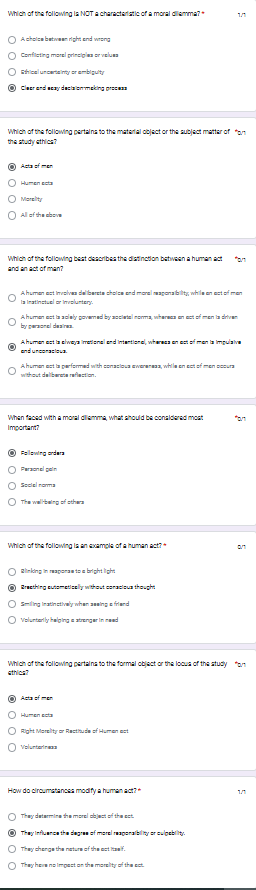 Which of the following is NOT a characteristic of a moral dilemma? *
1/1
A choice between right and wrong
Conflicting moral principles or values
Ethical uncertainty or ambiguity
Clear and easy decision-making process
Which of the following pertains to the material object or the subject matter of
the study ethics?
*0/1
Acts of man
Human acts
Morality
All of the above
Which of the following best describes the distinction between a human act
and an act of man?
*0/1
A human act involves deliberate choice and moral responsibility, while an act of man
is instinctual or involuntary.
A human act is solely governed by societal norms, whereas an act of man is driven
by personal desires.
A human act is always irrational and intentional, whereas an act of man is impulsive
and unconscious.
A human act is performed with conscious awareness, while an act of man occurs
without deliberate reflection.
When faced with a moral dilemma, what should be considered most
important?
*0/1
Following orders
Personal gain
Social norms
The well-being of others
Which of the following is an example of a human act? *
0/1
Blinking in response to a bright light
Breathing automatically without conscious thought
Smiling instinctively when seeing a friend
Voluntarily helping a stranger in need
Which of the following pertains to the formal object or the locus of the study
ethics?
*0/1
Acts of man
Human acts
Right Morality or Rectitude of Human act
Voluntariness
How do circumstances modify a human act? *
1/1
They determine the moral object of the act.
They influence the degree of moral responsibility or culpability.
They change the nature of the act itself.
They have no impact on the morality of the act.